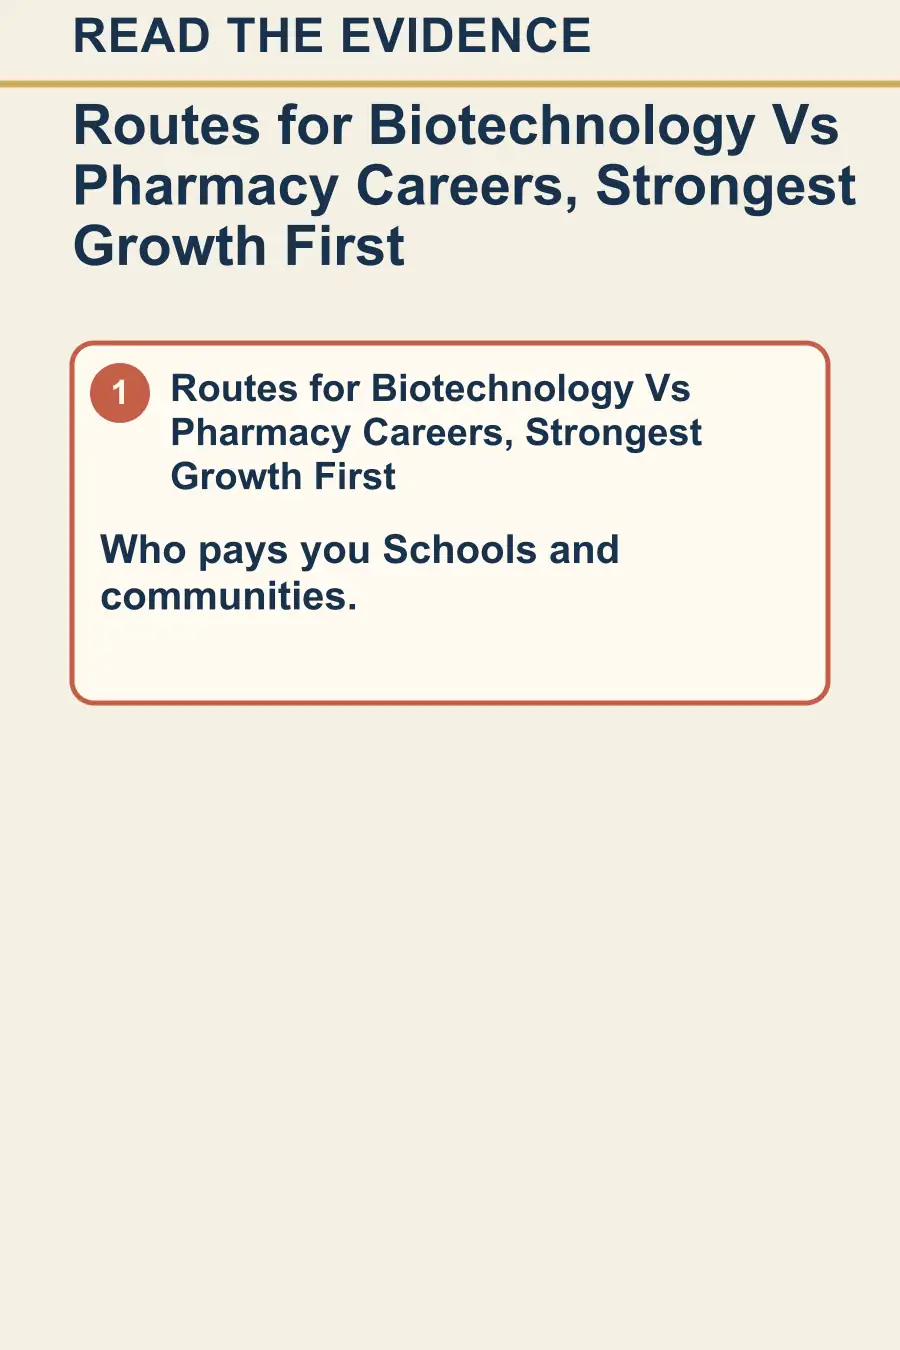 READ THE EVIDENCE
Routes for Biotechnology Vs
Pharmacy Careers, Strongest
Growth First
1
Routes for Biotechnology Vs
Pharmacy Careers, Strongest
Growth First
Who pays you Schools and
communities.